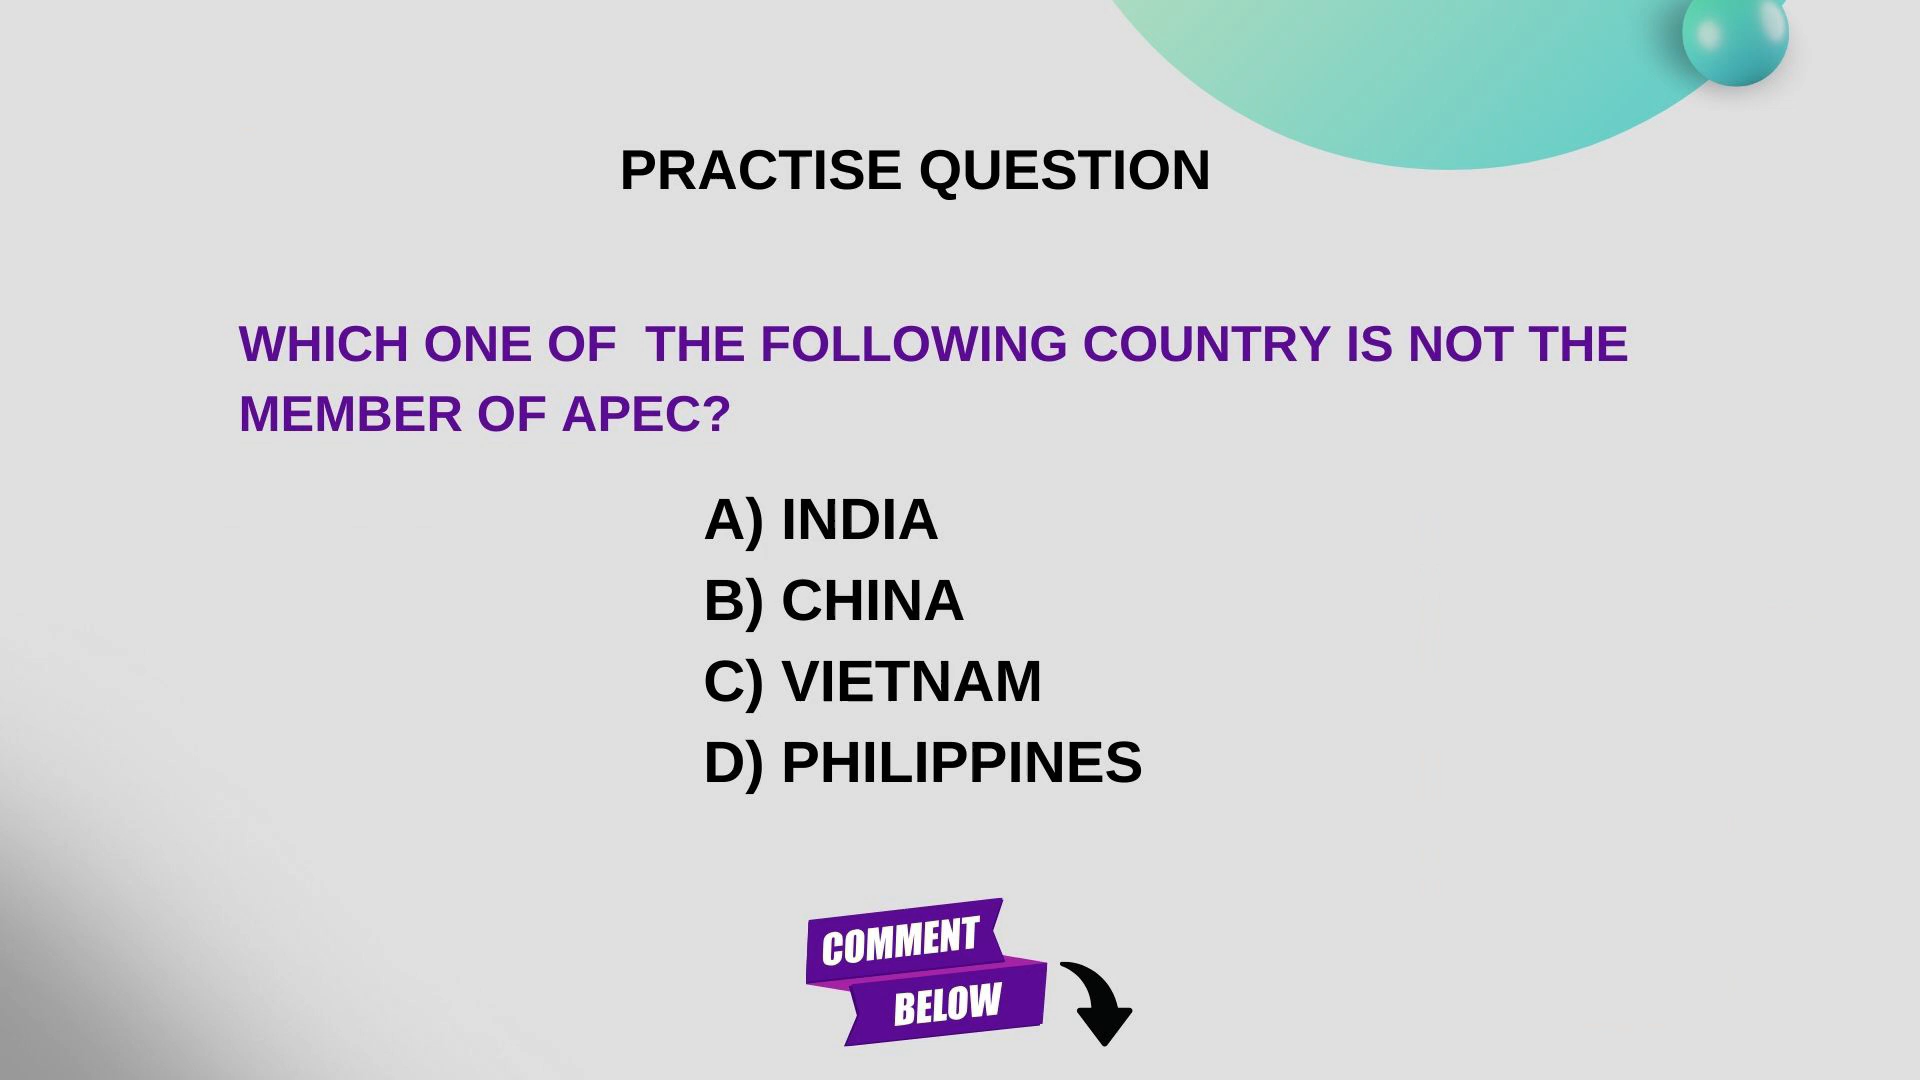 PRACTISE QUESTION
WHICH ONE OF  THE FOLLOWING COUNTRY IS NOT THE
MEMBER OF APEC?
A) INDIA
B) CHINA
C) VIETNAM
D) PHILIPPINES
COMMENT
BELOW